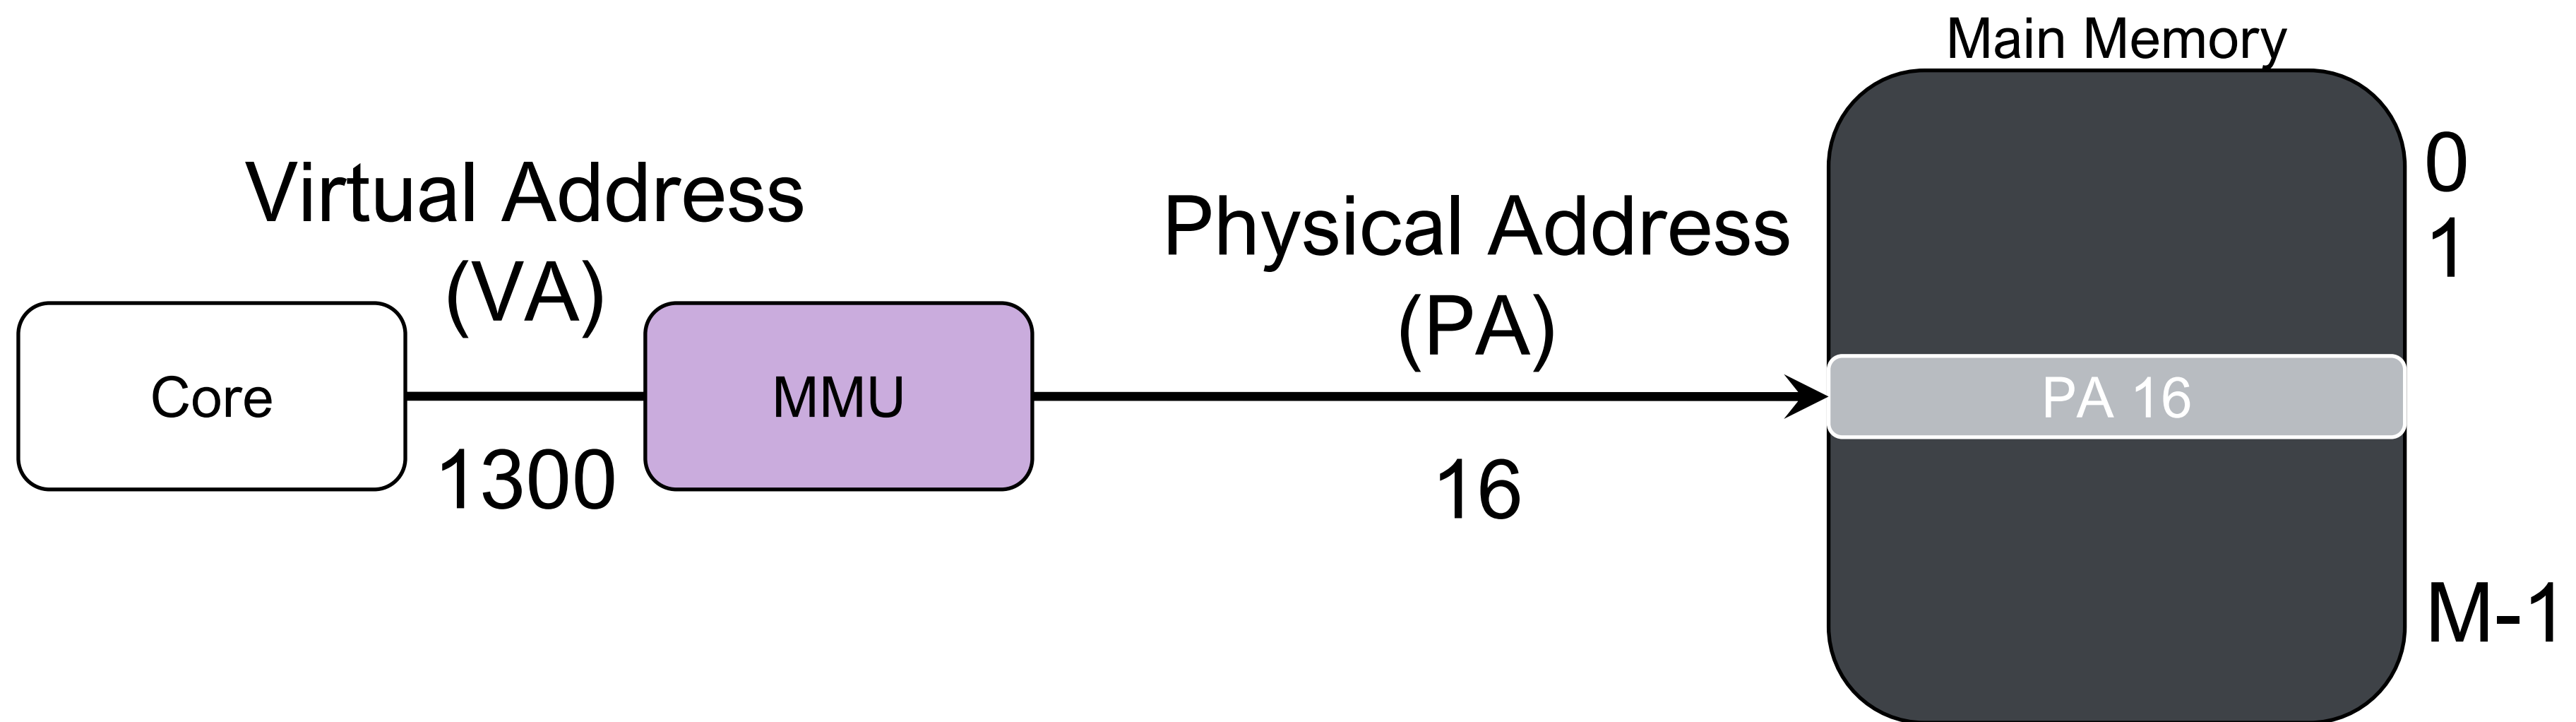 Main Memory
Virtual Address
(VA)
Physical Address
(PA)
0
1
Core
MMU
PA 16
1300
16
M-1